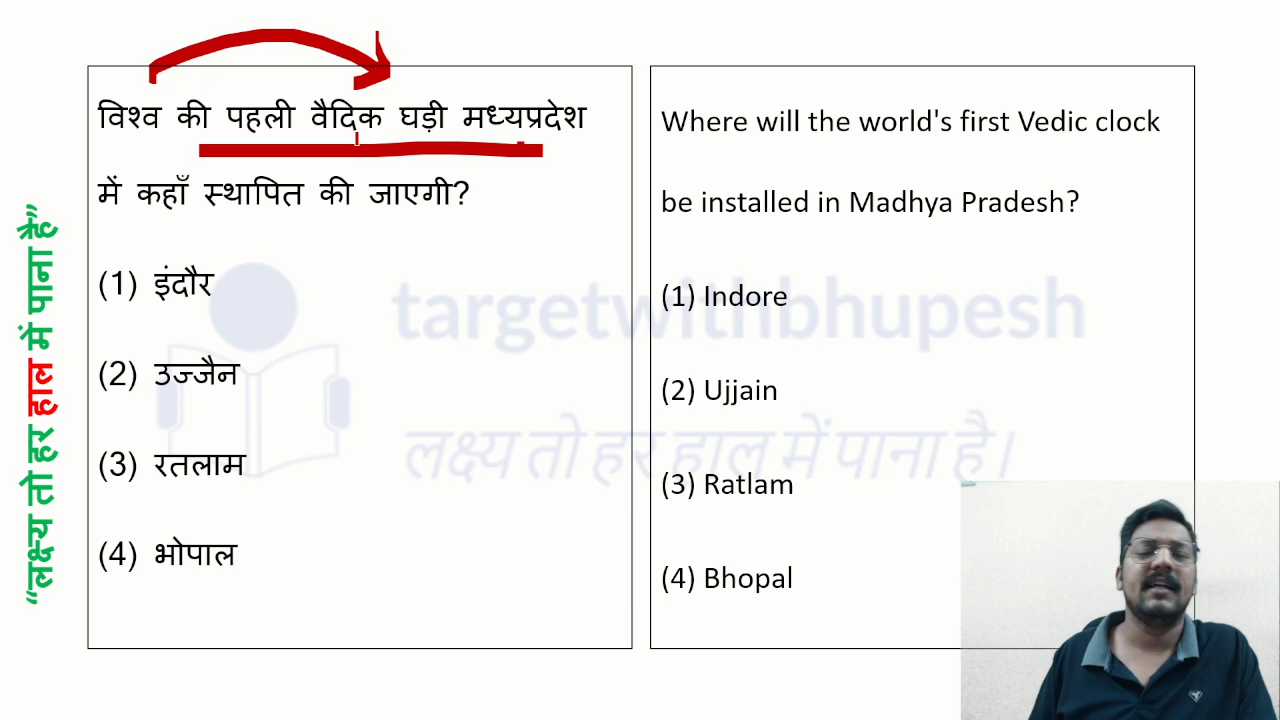 विश्व की पहली वैदिक घड़ी मध्यप्रदेश
में कहाँ स्थापित की जाएगी?
(1) इंदौर
(2) उज्जैन
(3) रतलाम
(4) भोपाल
Where will the world's first Vedic clock
be installed in Madhya Pradesh?
(1) Indore
(2) Ujjain
(3) Ratlam
(4) Bhopal
“लक्ष्य तो हर हाल में पाना है”
targetwithbhupesh
लक्ष्य तो हर हाल में पाना है।